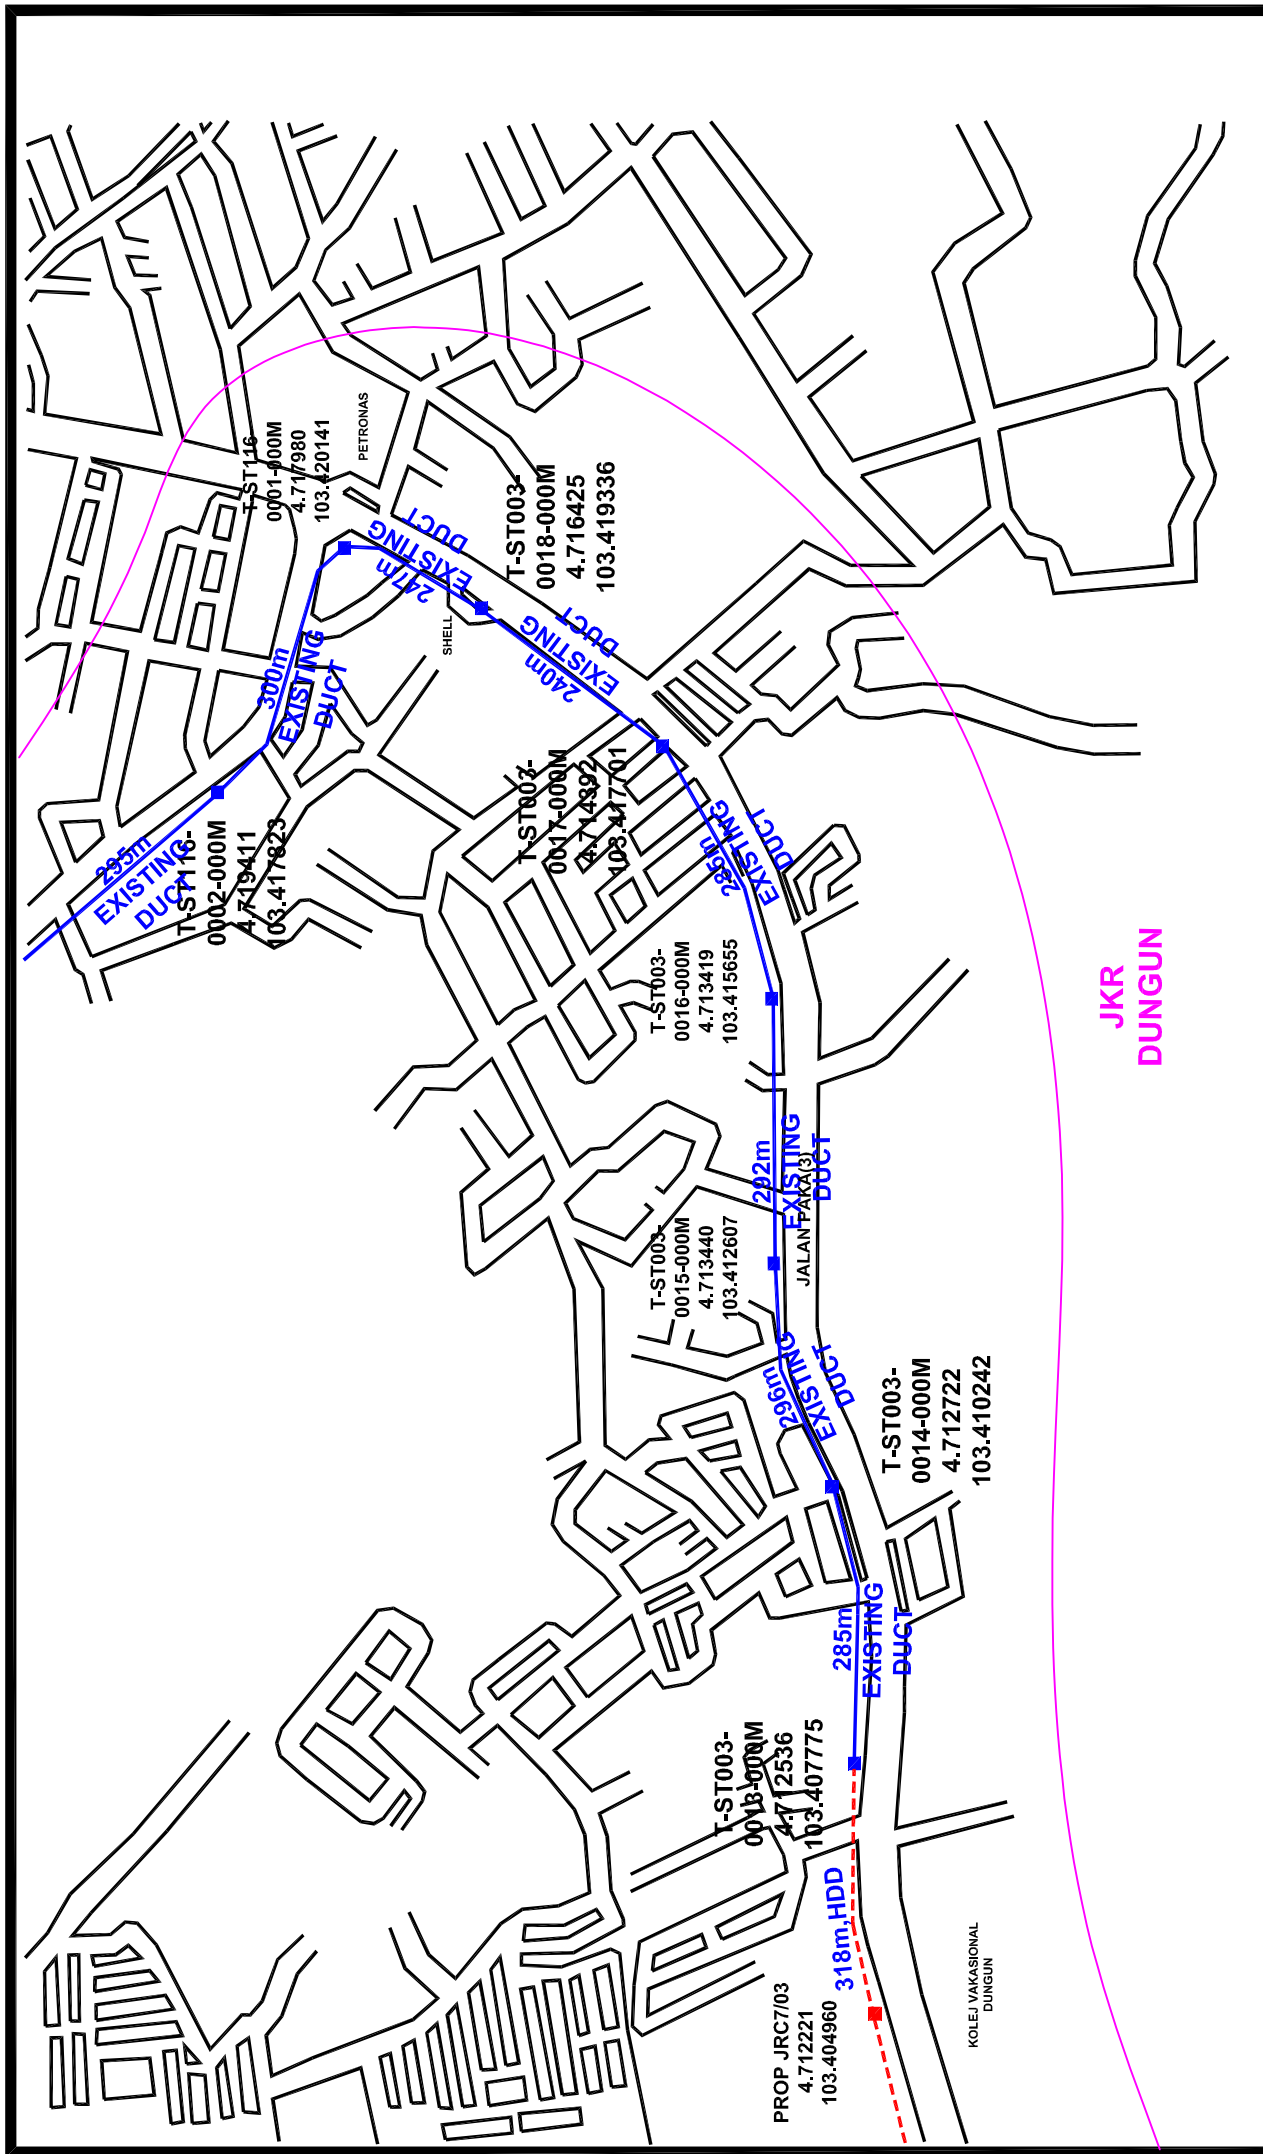 T-ST116-
0001-000M
4.717980
103.420141
PETRONAS
247m
EXISTING
DUCT
T-ST003-
0018-000M
4.716425
103.419336
SHELL
300m
EXISTING
DUCT
240m
EXISTING
DUCT
295m
EXISTING
DUCT
T-ST116-
0002-000M
4.719411
103.417823
T-ST003-
0017-000M
4.714392
103.417701
285m
EXISTING
DUCT
T-ST003-
0016-000M
4.713419
103.415655
JKR
DUNGUN
292m
EXISTING
DUCT
JALAN PAKA(3)
T-ST003-
0015-000M
4.713440
103.412607
296m
EXISTING
DUCT
T-ST003-
0014-000M
4.712722
103.410242
285m
EXISTING
DUCT
T-ST003-
0013-000M
4.712536
103.407775
318m,HDD
PROP JRC7/03
4.712221
103.404960
KOLEJ VAKASIONAL
DUNGUN